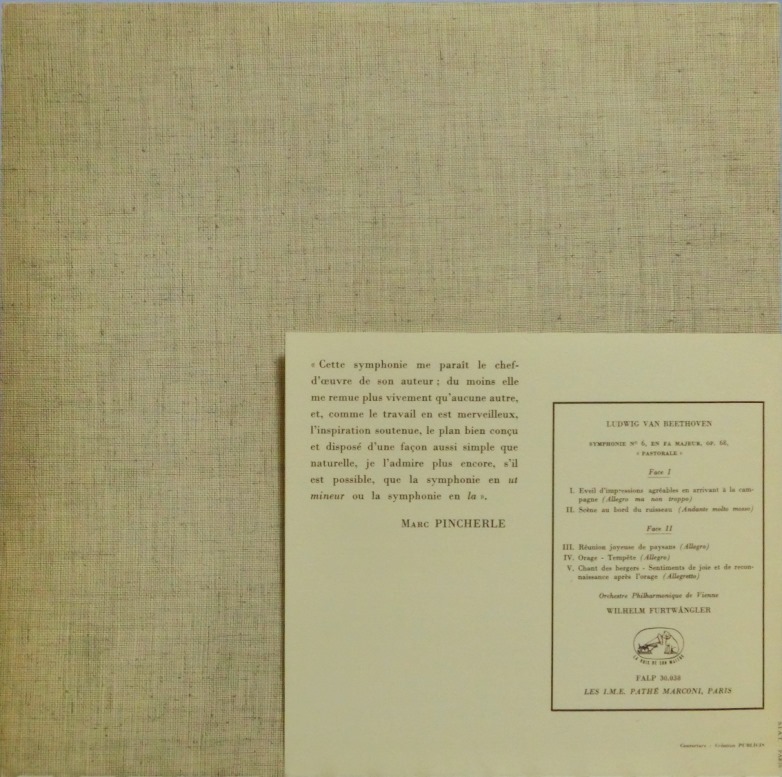 « Cette symphonie me paraît le chef-
d'œuvre de son auteur ; du moins elle
me remue plus vivement qu'aucune autre,
et, comme le travail en est merveilleux,
l'inspiration soutenue, le plan bien conçu
et disposé d'une façon aussi simple que
naturelle, je l'admire plus encore, s'il
est possible, que la symphonie en ut
mineur ou la symphonie en la ».
Marc PINCHERLE
LUDWIG VAN BEETHOVEN
SYMPHONIE N° 6, EN FA MAJEUR, OP. 68,
« PASTORALE »
Face I
I. Eveil d'impressions agréables en arrivant à la cam-
pagne (Allegro ma non troppo)
II. Scène au bord du ruisseau (Andante molto mosso)
Face II
III. Réunion joyeuse de paysans (Allegro)
IV. Orage - Tempête (Allegro)
V. Chant des bergers - Sentiments de joie et de recon-
naissance après l'orage (Allegretto)
Orchestre Philharmonique de Vienne
WILHELM FURTWÄNGLER
LA VOIX DE SON MAITRE
FALP 30.038
LES I.M.E. PATHÉ MARCONI, PARIS